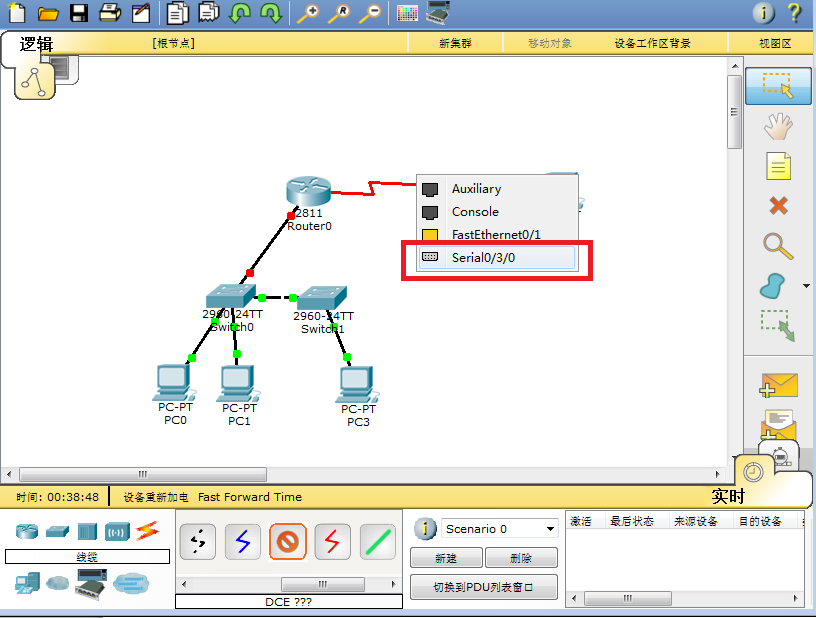 逻辑
[根节点]
新集群
移动对象
设备工作区背景
视图区
Auxiliary
Console
FastEthernet0/1
Serial0/3/0
2811
Router0
2960-24TT
Switch0
2960-24TT
Switch1
PC-PT
PC0
PC-PT
PC1
PC-PT
PC3
时间: 00:38:48
设备重新加电 Fast Forward Time
实时
线缆
DCE ???
Scenario 0
新建
删除
切换到PDU列表窗口
激活
最后状态
来源设备
目的设备